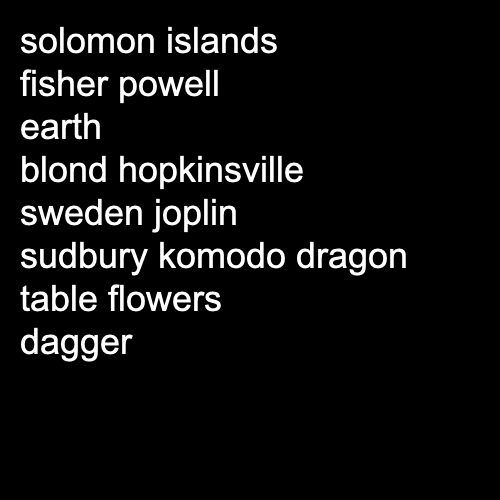 solomon islands
fisher powell
earth
blond hopkinsville
sweden joplin
sudbury komodo dragon
table flowers
dagger